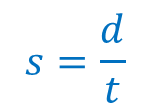 s = d/t